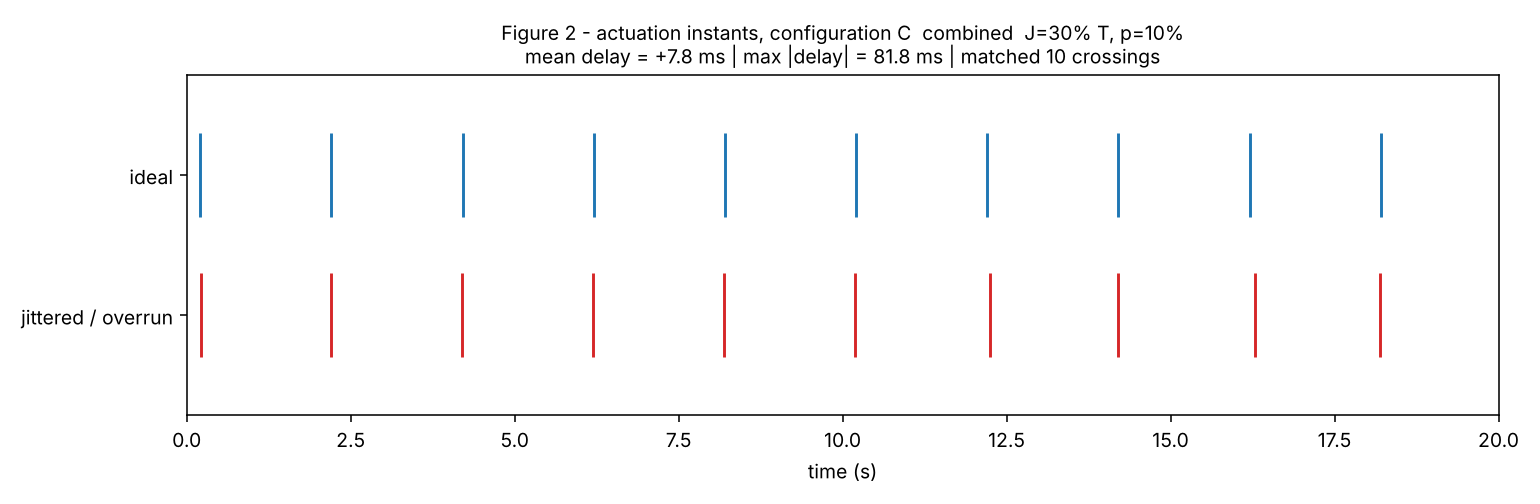 Figure 2 - actuation instants, configuration C  combined  J=30% T, p=10%
mean delay = +7.8 ms | max |delay| = 81.8 ms | matched 10 crossings
ideal
jittered / overrun
0.0 2.5 5.0 7.5 10.0 12.5 15.0 17.5 20.0
time (s)